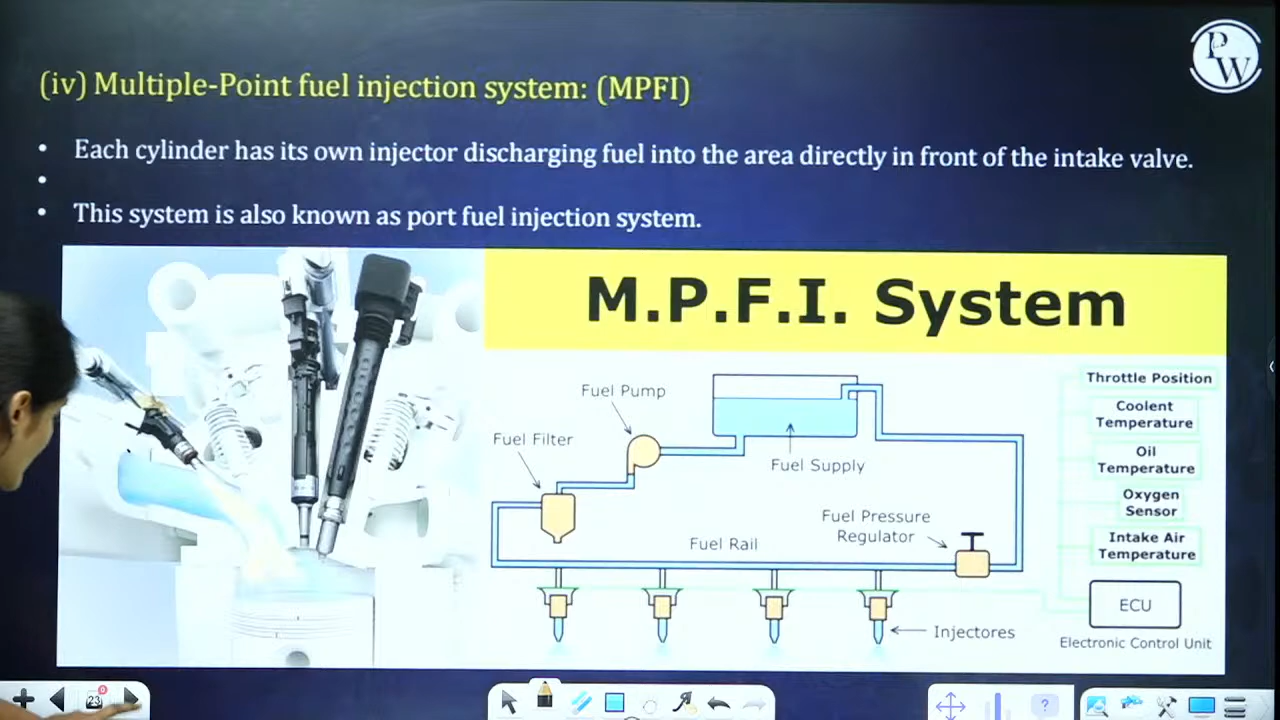 PW
(iv) Multiple-Point fuel injection system: (MPFI)
• Each cylinder has its own injector discharging fuel into the area directly in front of the intake valve.
•
• This system is also known as port fuel injection system.
M.P.F.I. System
Fuel Pump
Fuel Filter
Fuel Supply
Fuel Pressure
Regulator
Fuel Rail
Injectores
Throttle Position
Coolent
Temperature
Oil
Temperature
Oxygen
Sensor
Intake Air
Temperature
ECU
Electronic Control Unit
23
0
?